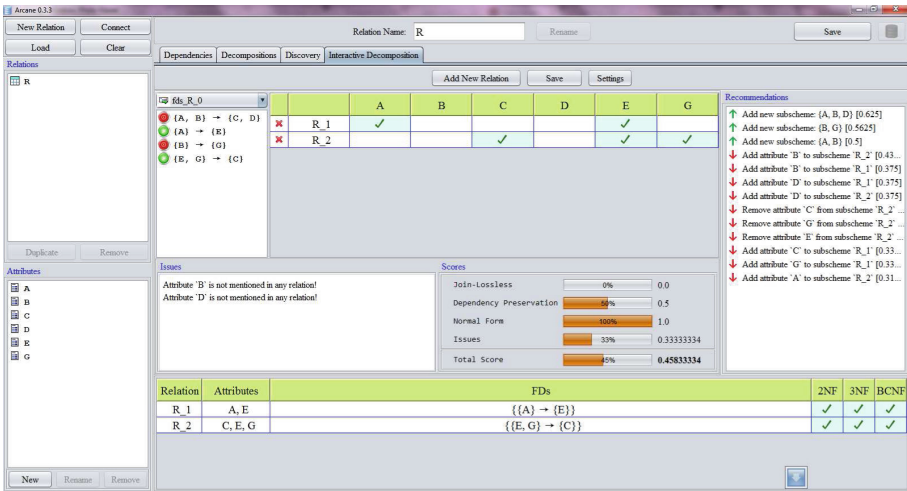 Arcane 0.3.3
New Relation Connect
Load Clear
Relations
R
Duplicate Remove
Attributes
A
B
C
D
E
G
New Rename Remove
Relation Name: R Rename Save
Dependencies Decompositions Discovery Interactive Decomposition
Add New Relation Save Settings
fds_R_0
{A, B} → {C, D}
{A} → {E}
{B} → {G}
{E, G} → {C}
A B C D E G
R_1 ✓ ✓
R_2 ✓ ✓ ✓
Recommendations
Add new subscheme: {A, B, D} [0.625]
Add new subscheme: {B, G} [0.5625]
Add new subscheme: {A, B} [0.5]
Add attribute `B` to subscheme `R_2` [0.43...
Add attribute `B` to subscheme `R_1` [0.375]
Add attribute `D` to subscheme `R_1` [0.375]
Add attribute `D` to subscheme `R_2` [0.375]
Remove attribute `C` from subscheme `R_2` ...
Remove attribute `G` from subscheme `R_2` ...
Remove attribute `E` from subscheme `R_2` ...
Add attribute `C` to subscheme `R_1` [0.33...
Add attribute `G` to subscheme `R_1` [0.33...
Add attribute `A` to subscheme `R_2` [0.31...
Issues
Attribute `B` is not mentioned in any relation!
Attribute `D` is not mentioned in any relation!
Scores
Join-Lossless 0% 0.0
Dependency Preservation 50% 0.5
Normal Form 100% 1.0
Issues 33% 0.33333334
Total Score 45% 0.45833334
Relation Attributes FDs 2NF 3NF BCNF
R_1 A, E {{A} → {E}} ✓ ✓ ✓
R_2 C, E, G {{E, G} → {C}} ✓ ✓ ✓